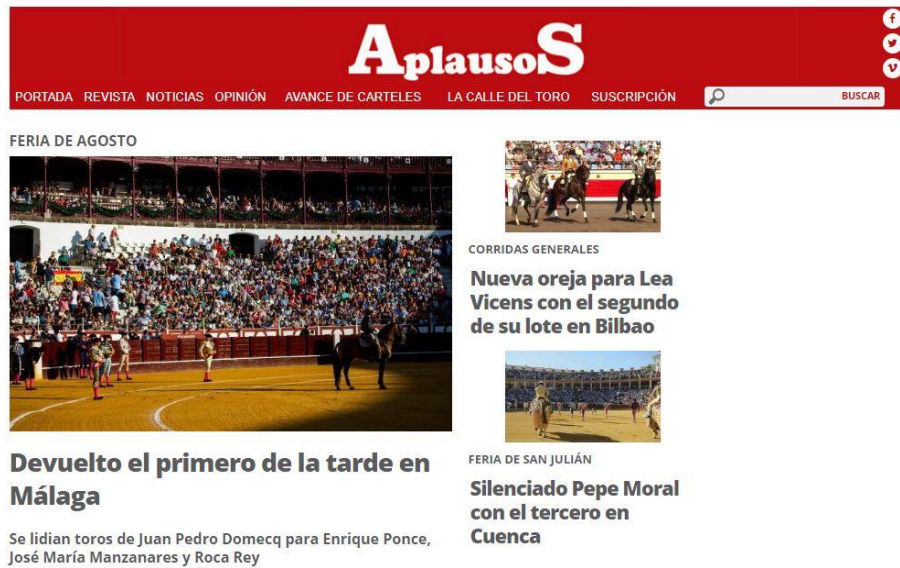 AplausoS
PORTADA REVISTA NOTICIAS OPINIÓN AVANCE DE CARTELES LA CALLE DEL TORO SUSCRIPCIÓN BUSCAR
FERIA DE AGOSTO
Devuelto el primero de la tarde en
Málaga
Se lidian toros de Juan Pedro Domecq para Enrique Ponce,
José María Manzanares y Roca Rey
CORRIDAS GENERALES
Nueva oreja para Lea
Vicens con el segundo
de su lote en Bilbao
FERIA DE SAN JULIÁN
Silenciado Pepe Moral
con el tercero en
Cuenca